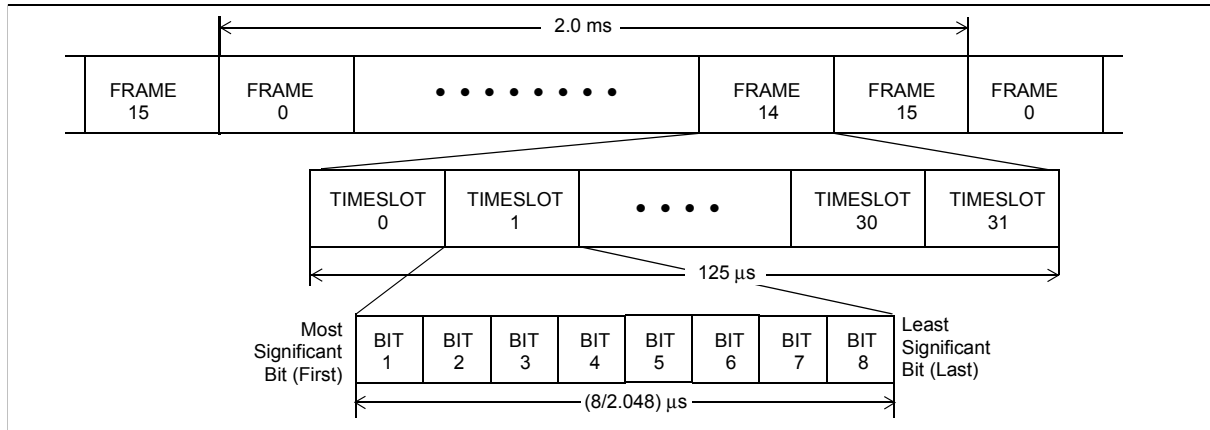 2.0 ms
FRAME
15
FRAME
0
• • • • • • • •
FRAME
14
FRAME
15
FRAME
0
TIMESLOT
0
TIMESLOT
1
• • • •
TIMESLOT
30
TIMESLOT
31
125 μs
Most
Significant
Bit (First)
BIT
1
BIT
2
BIT
3
BIT
4
BIT
5
BIT
6
BIT
7
BIT
8
Least
Significant
Bit (Last)
(8/2.048) μs